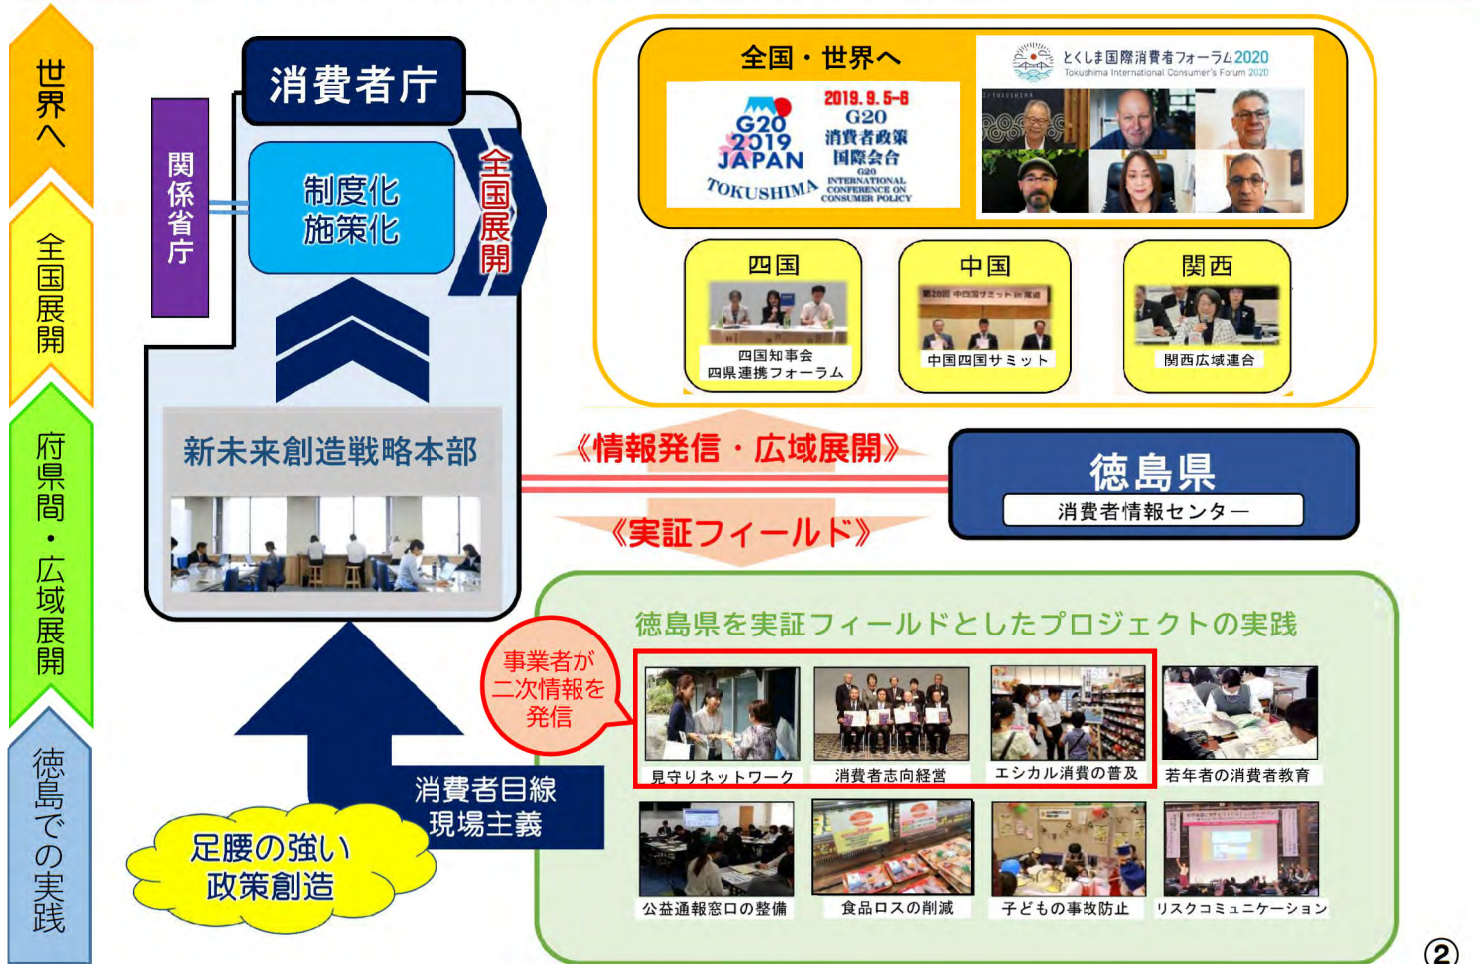 世界へ
全国展開
府県間・広域展開
徳島での実践
消費者庁
関係省庁
制度化
施策化
全国展開
新未来創造戦略本部
消費者目線
現場主義
足腰の強い
政策創造
全国・世界へ
G20
2019
JAPAN
TOKUSHIMA
2019. 9. 5-6
G20
消費者政策
国際会合
G20
INTERNATIONAL
CONFERENCE ON
CONSUMER POLICY
とくしま国際消費者フォーラム2020
Tokushima International Consumer's Forum 2020
四国
四国知事会
四県連携フォーラム
中国
第28回 中四国サミット in 尾道
中国四国サミット
関西
関西広域連合
《情報発信・広域展開》
《実証フィールド》
徳島県
消費者情報センター
徳島県を実証フィールドとしたプロジェクトの実践
事業者が
二次情報を
発信
見守りネットワーク
消費者志向経営
エシカル消費の普及
若年者の消費者教育
公益通報窓口の整備
食品ロスの削減
子どもの事故防止
リスクコミュニケーション
②